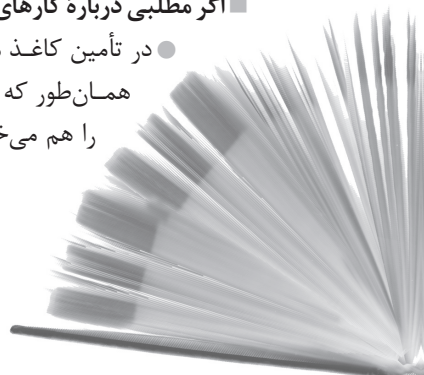 ■ اگر مطلبی دربارهٔ کارهای
● در تأمین کاغذ
همان‌طور که
را هم